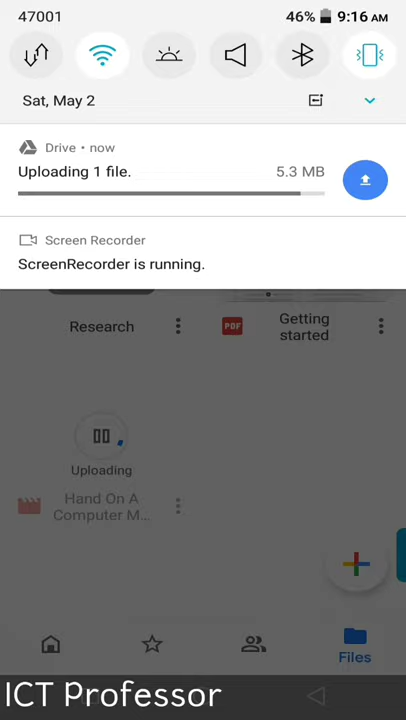 47001 46% 9:16 AM
Sat, May 2
Drive • now
Uploading 1 file. 5.3 MB
Screen Recorder
ScreenRecorder is running.
Research
PDF
Getting
started
Uploading
Hand On A
Computer M...
Files
ICT Professor